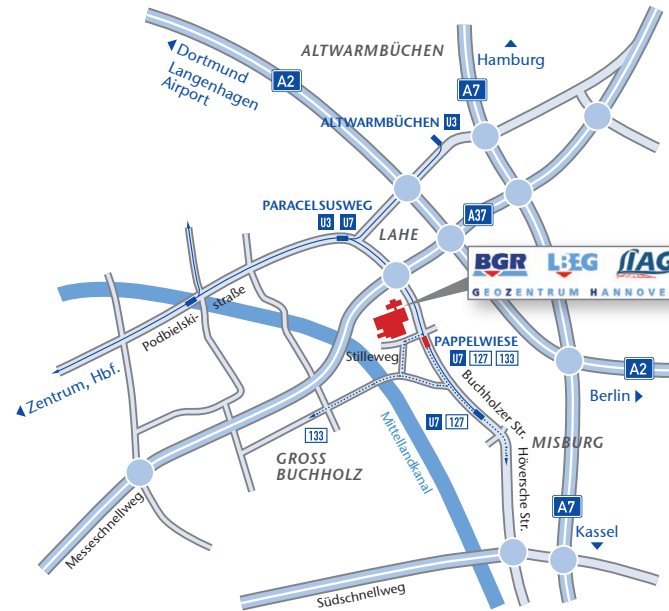 ALTWARMBÜCHEN
Dortmund
Langenhagen
Airport
A2
Hamburg
A7
ALTWARMBÜCHEN U3
PARACELSUSWEG
U3 U7
A37
LAHE
BGR LBEG
GEOZENTRUM HANNOVE
Podbielski-
straße
Stilleweg
PAPPELWIESE
U7 127 133
A2
Zentrum, Hbf.
Berlin
Buchholzer Str.
U7 127
133
GROSS
BUCHHOLZ
Mittellandkanal
MISBURG
Höversche Str.
Messeschnellweg
A7
Kassel
Südschnellweg